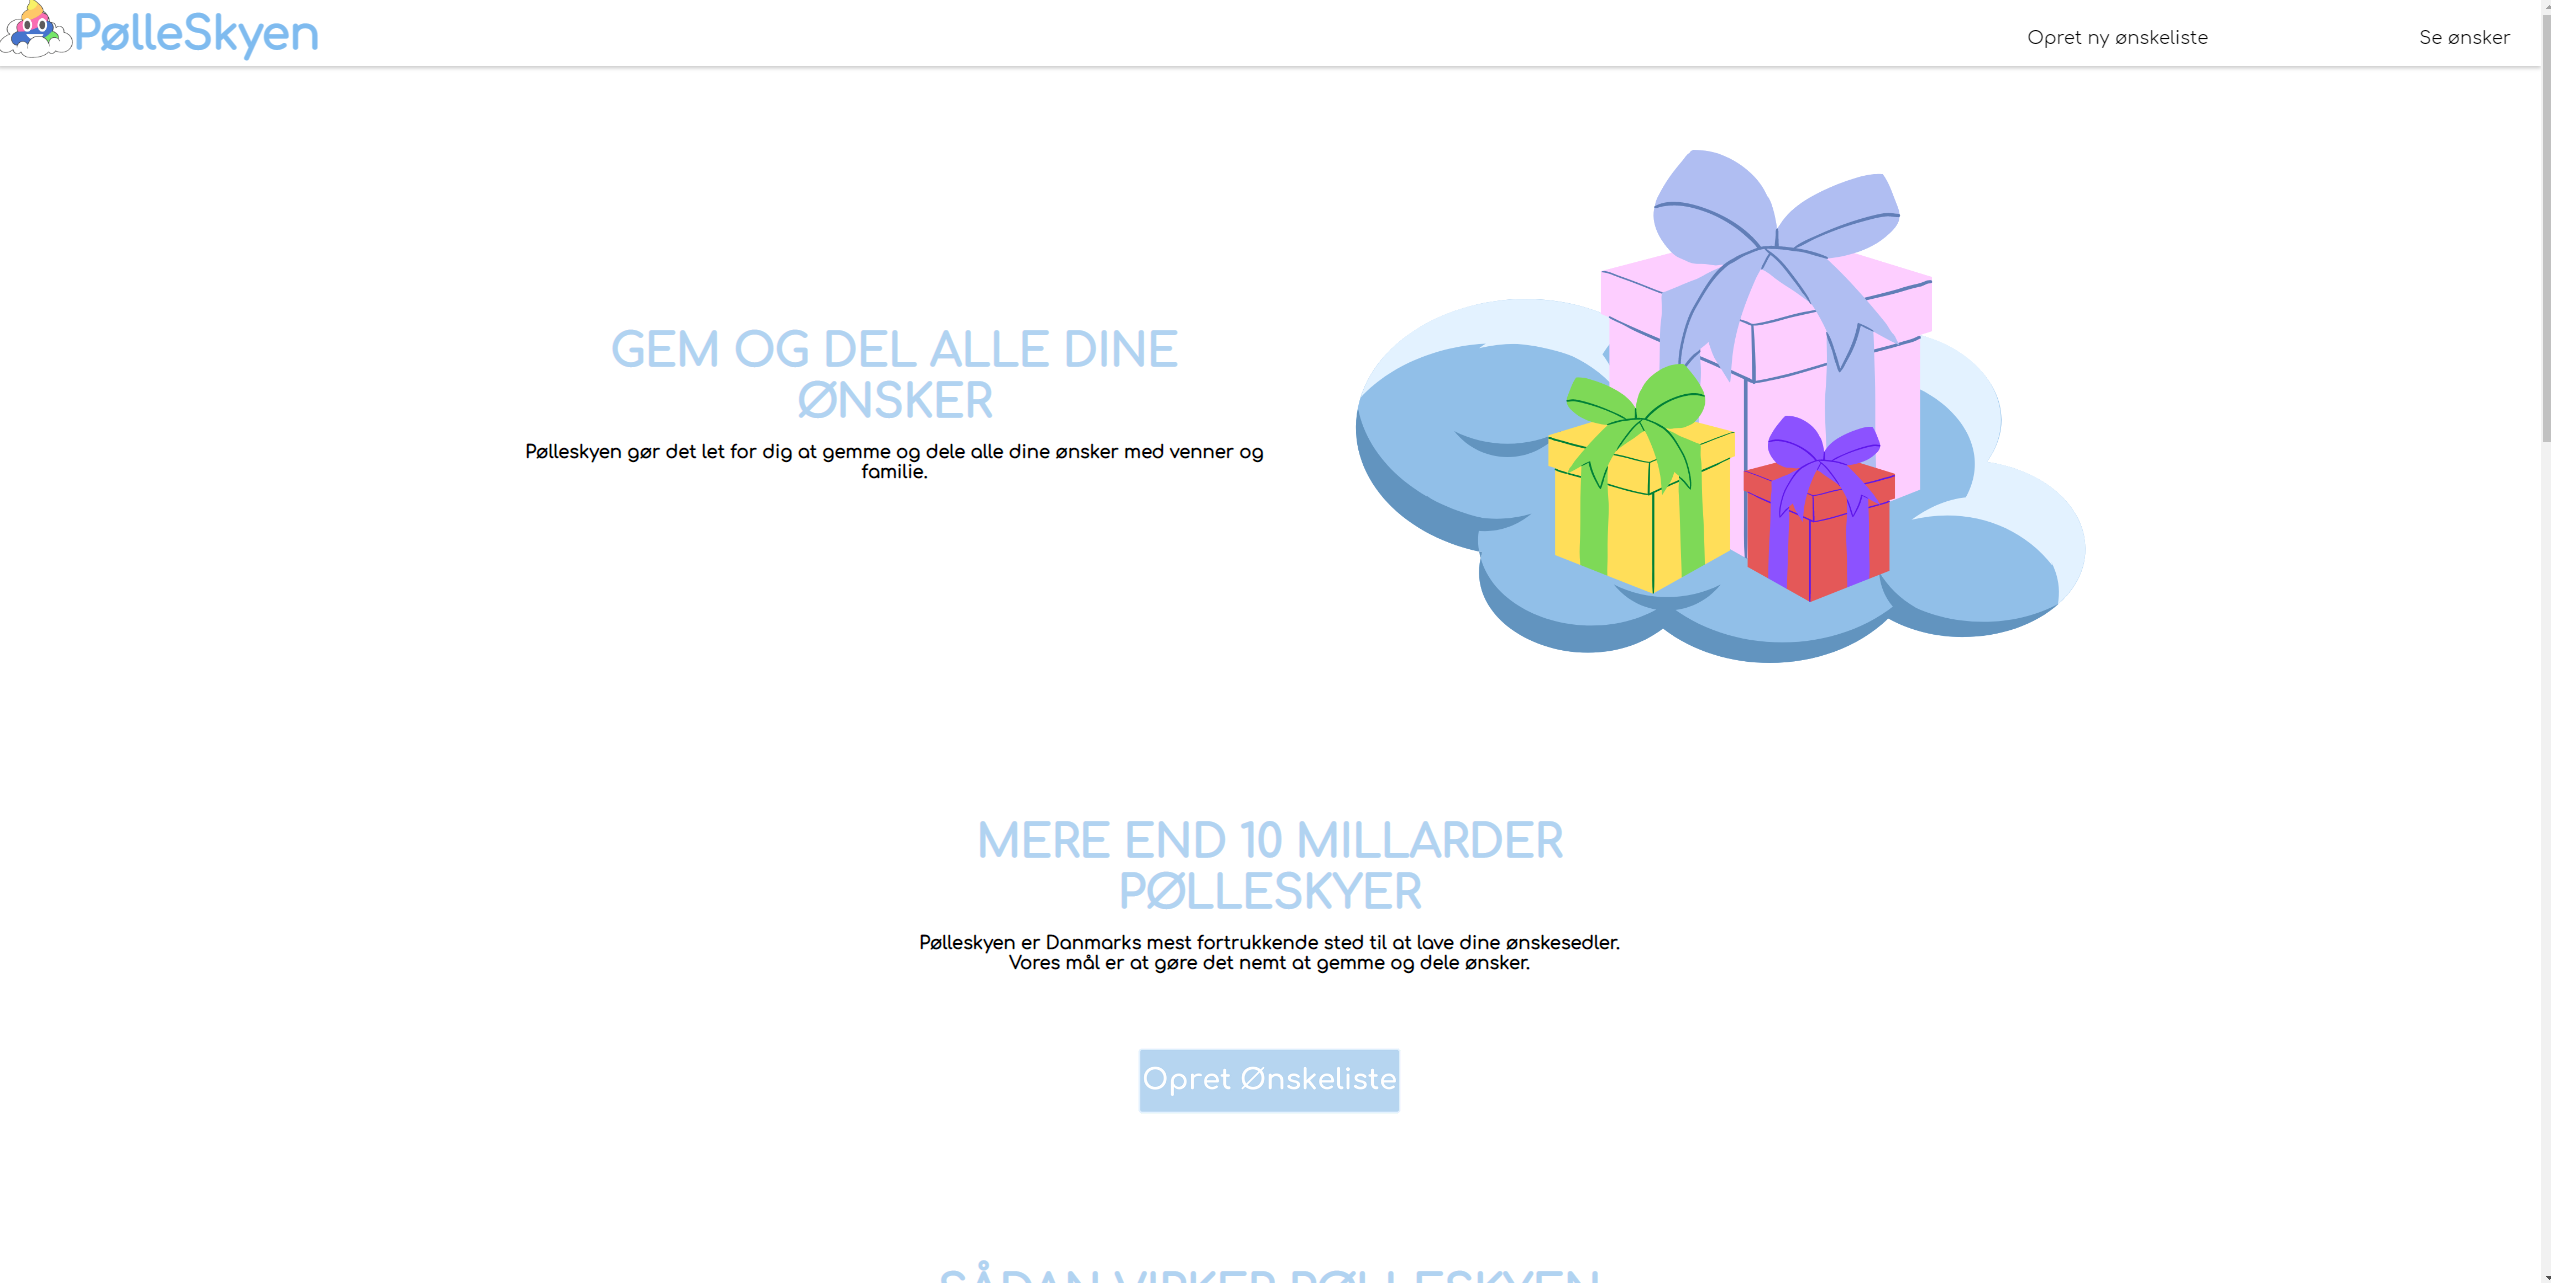 PølleSkyen
Opret ny ønskeliste
Se ønsker
GEM OG DEL ALLE DINE
ØNSKER
Pølleskyen gør det let for dig at gemme og dele alle dine ønsker med venner og
familie.
MERE END 10 MILLARDER
PØLLESKYER
Pølleskyen er Danmarks mest fortrukkende sted til at lave dine ønskesedler.
Vores mål er at gøre det nemt at gemme og dele ønsker.
Opret Ønskeliste
SÅDAN VIRKER PØLLESKYEN